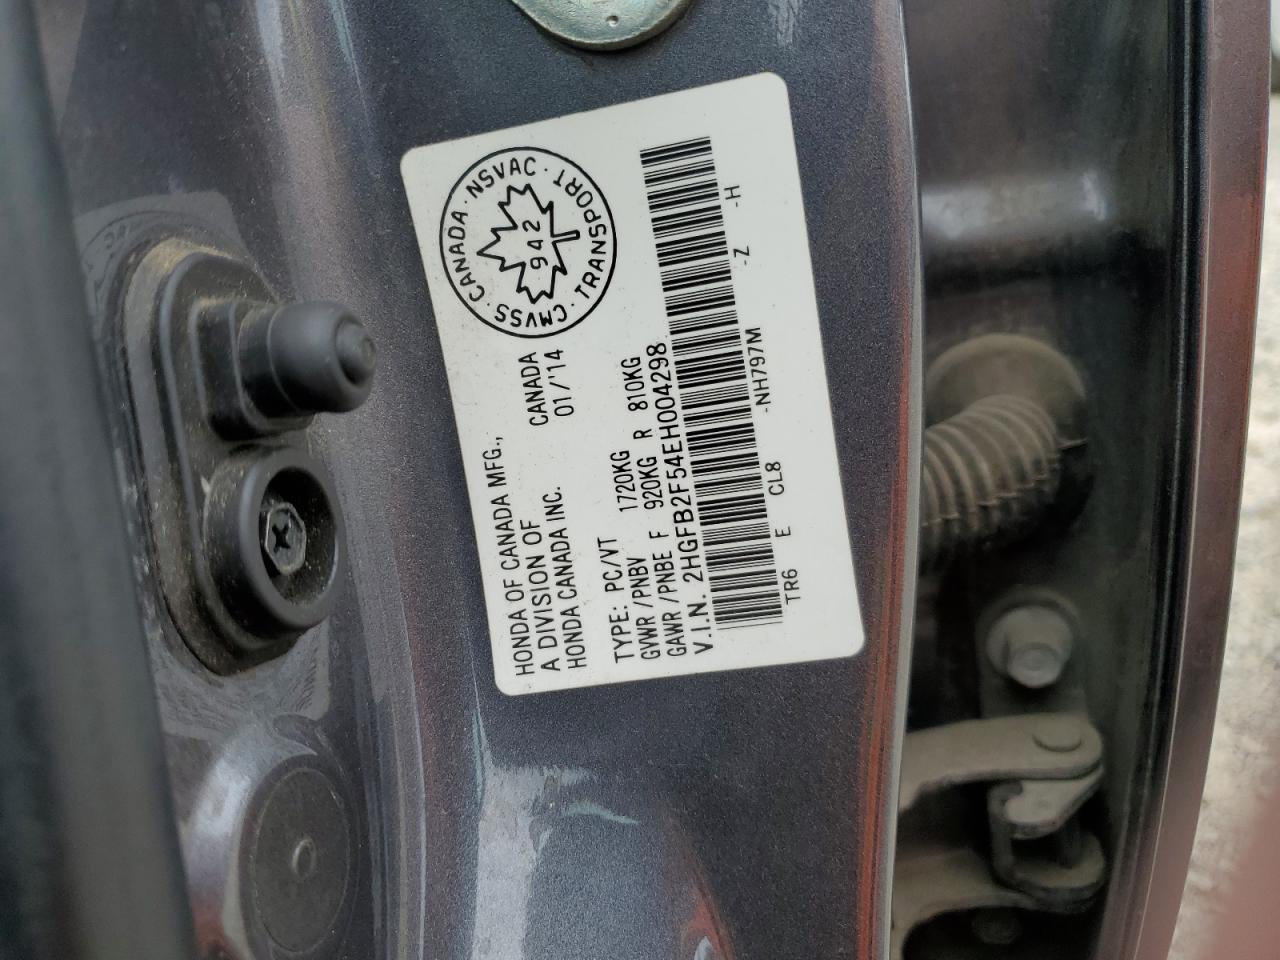 HONDA OF CANADA MFG.,
A DIVISION OF CANADA
HONDA CANADA INC. 01/'14
CANADA · NSVAC · TRANSPORT · CMVSS ·
942
TYPE: PC/VT
GVWR /PNBV 1720KG
GAWR /PNBE F 920KG R 810KG
V.I.N. 2HGFB2F54EH004298
TR6 E CL8 -NH797M -Z -H